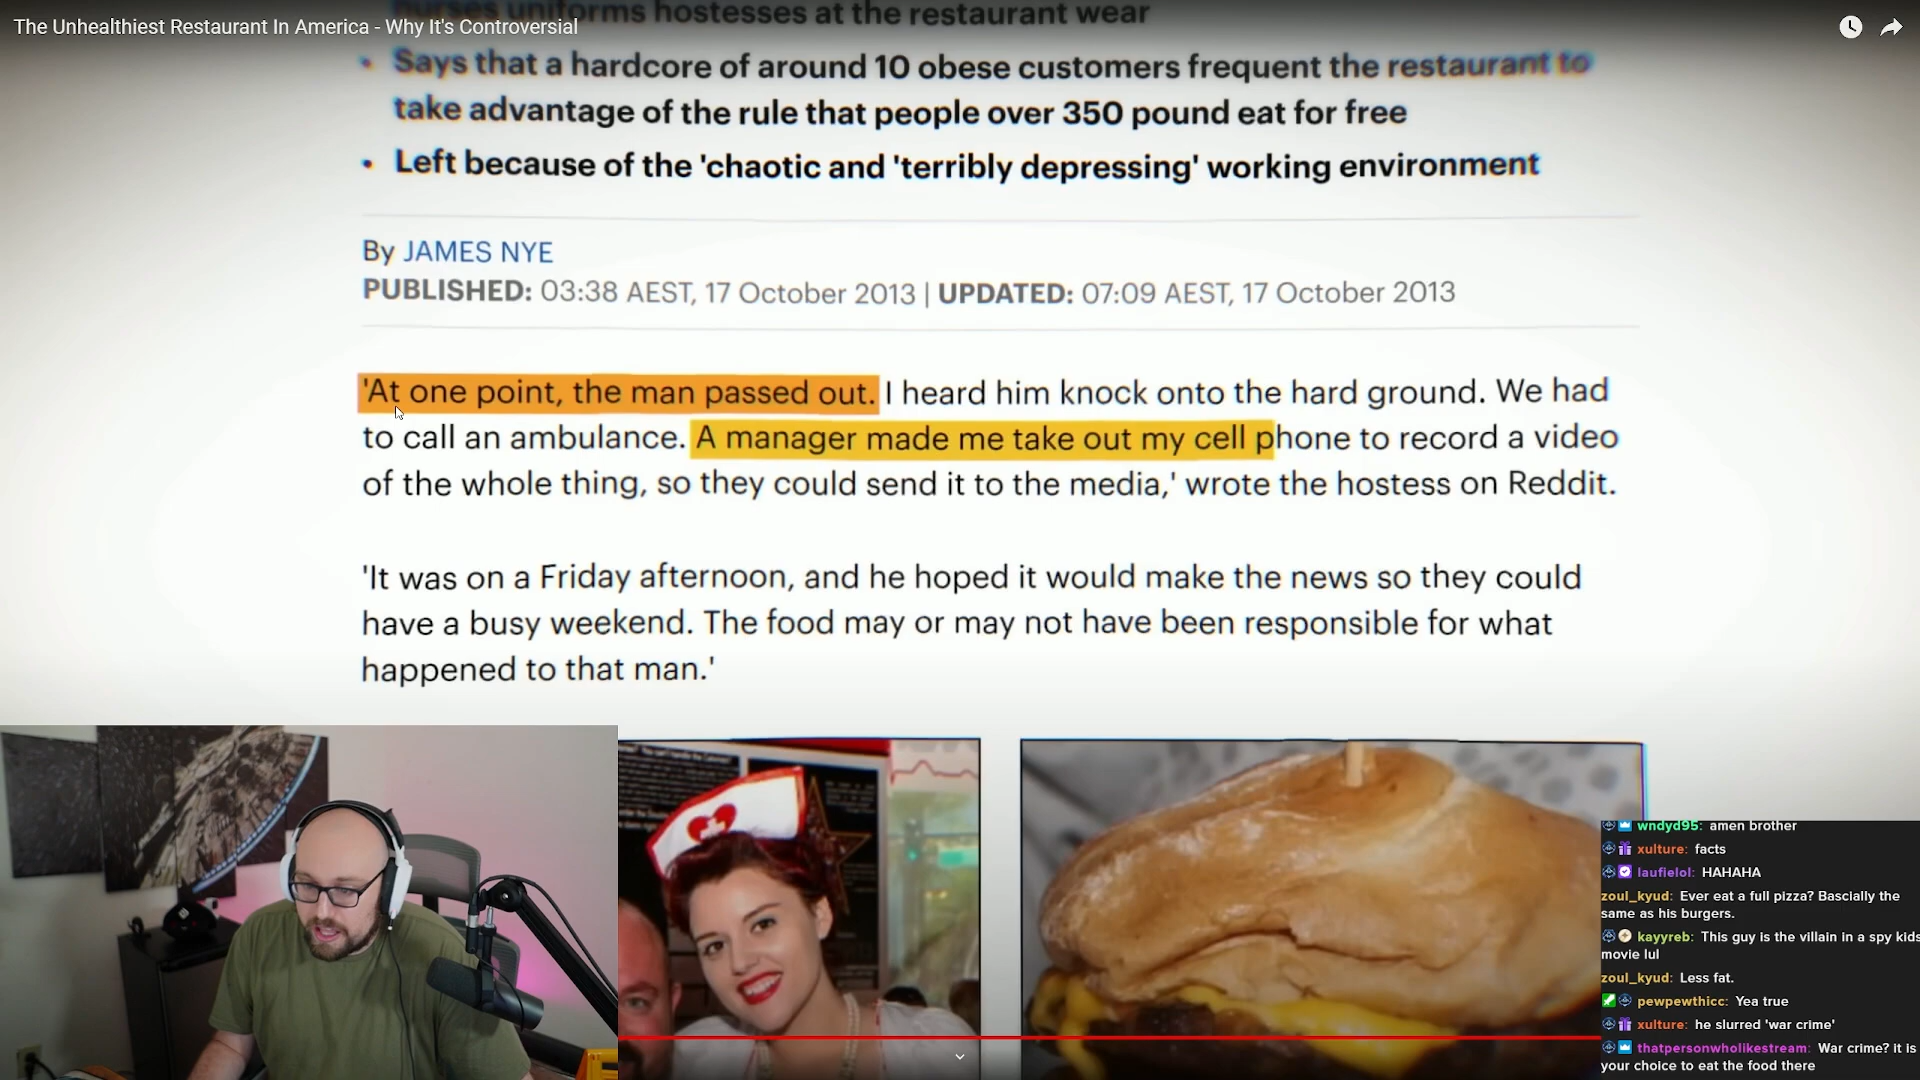 nurses uniforms hostesses at the restaurant wear
The Unhealthiest Restaurant In America - Why It's Controversial
• Says that a hardcore of around 10 obese customers frequent the restaurant to
take advantage of the rule that people over 350 pound eat for free
• Left because of the 'chaotic and 'terribly depressing' working environment
By JAMES NYE
PUBLISHED: 03:38 AEST, 17 October 2013 | UPDATED: 07:09 AEST, 17 October 2013
'At one point, the man passed out. I heard him knock onto the hard ground. We had
to call an ambulance. A manager made me take out my cell phone to record a video
of the whole thing, so they could send it to the media,' wrote the hostess on Reddit.
'It was on a Friday afternoon, and he hoped it would make the news so they could
have a busy weekend. The food may or may not have been responsible for what
happened to that man.'
wndyd95: amen brother
xulture: facts
laufielol: HAHAHA
zoul_kyud: Ever eat a full pizza? Bascially the
same as his burgers.
kayyreb: This guy is the villain in a spy kids
movie lul
zoul_kyud: Less fat.
pewpewthicc: Yea true
xulture: he slurred 'war crime'
thatpersonwholikestream: War crime? it is
your choice to eat the food there